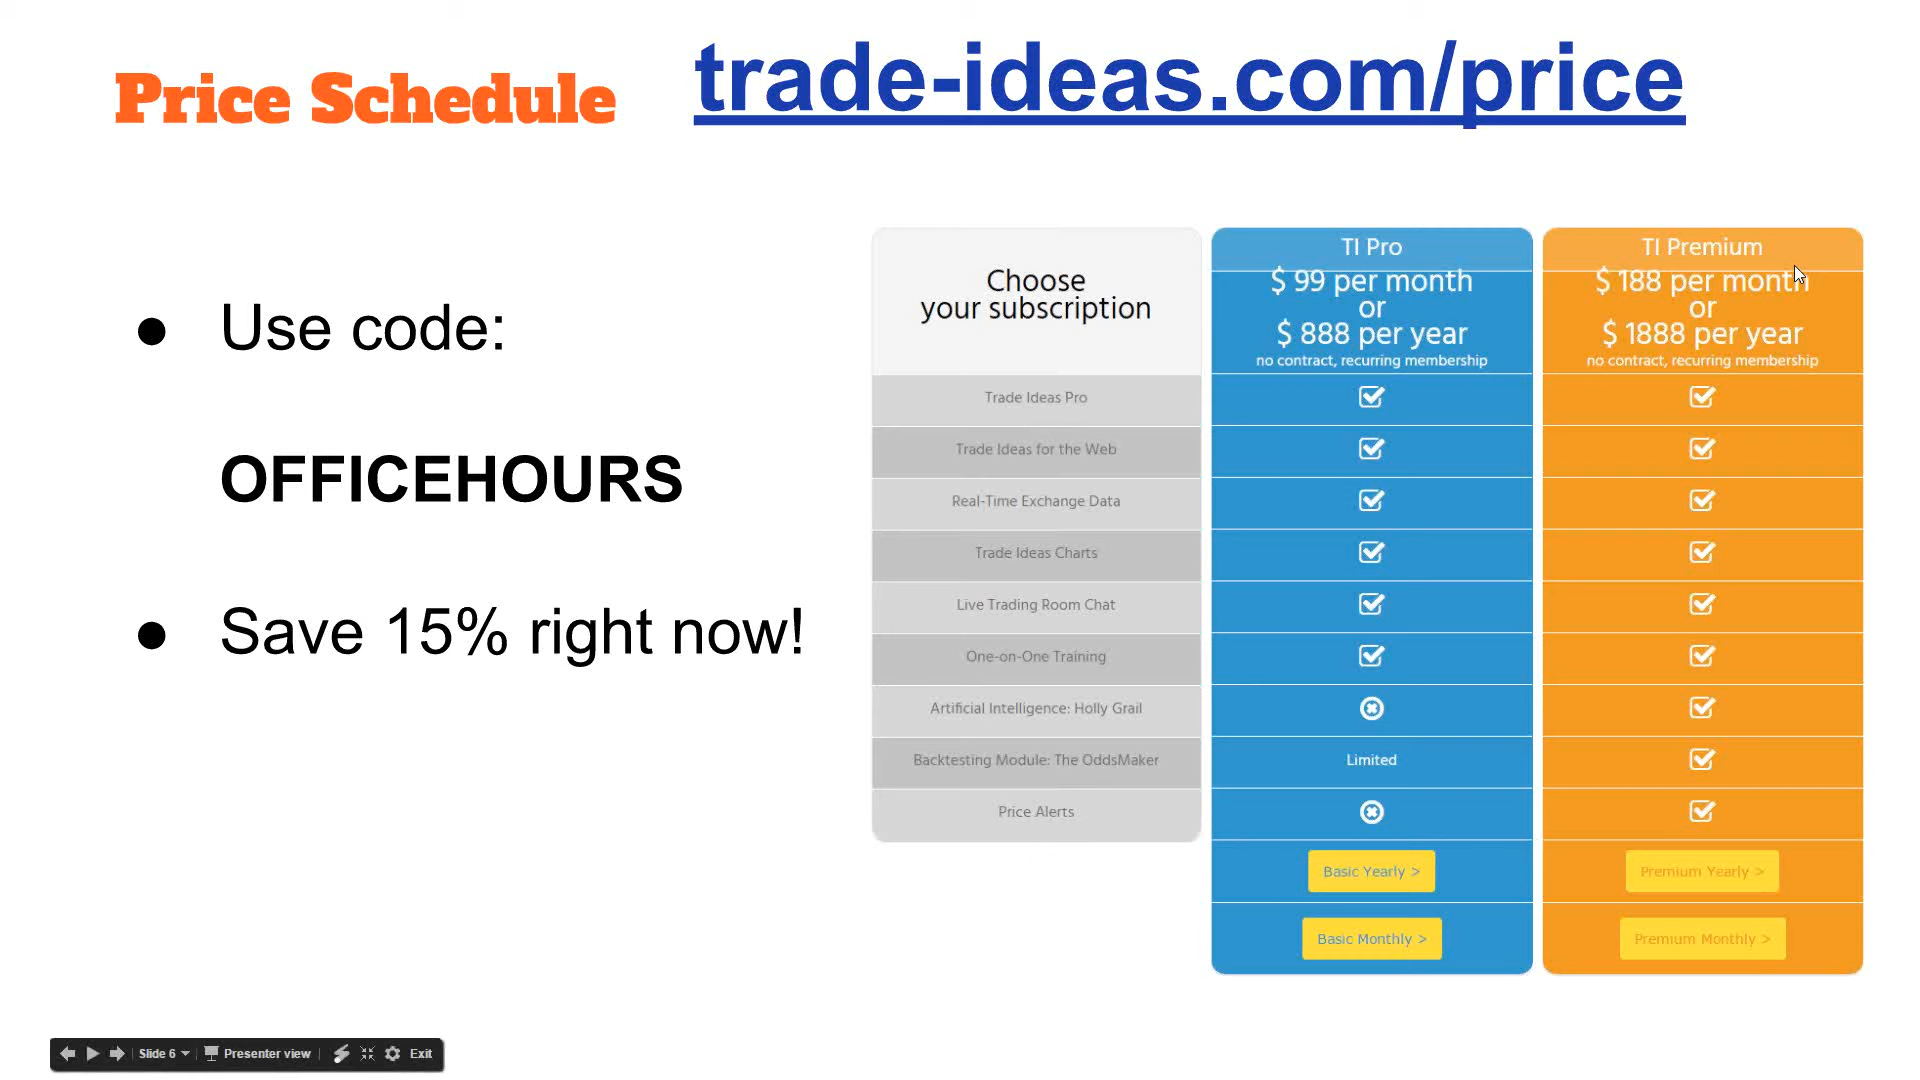 Price Schedule
trade-ideas.com/price
● Use code:
OFFICEHOURS
● Save 15% right now!
Choose
your subscription
TI Pro
$ 99 per month
or
$ 888 per year
no contract, recurring membership
TI Premium
$ 188 per month
or
$ 1888 per year
no contract, recurring membership
Trade Ideas Pro
Trade Ideas for the Web
Real-Time Exchange Data
Trade Ideas Charts
Live Trading Room Chat
One-on-One Training
Artificial Intelligence: Holly Grail
Backtesting Module: The OddsMaker
Limited
Price Alerts
Basic Yearly >
Premium Yearly >
Basic Monthly >
Premium Monthly >
Slide 6
Presenter view
Exit